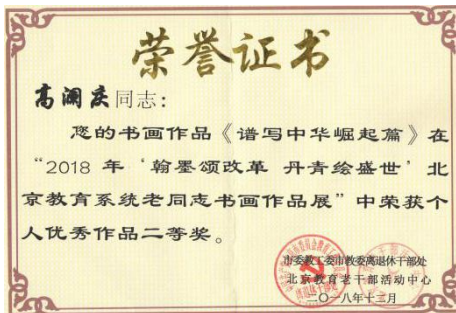 荣誉证书
高澜庆同志：
您的书画作品《谱写中华崛起篇》在
“2018 年‘翰墨颂改革 丹青绘盛世’北
京教育系统老同志书画作品展”中荣获个
人优秀作品二等奖。
市委教工委市教委离退休干部处
北京教育老干部活动中心
二〇一八年十二月